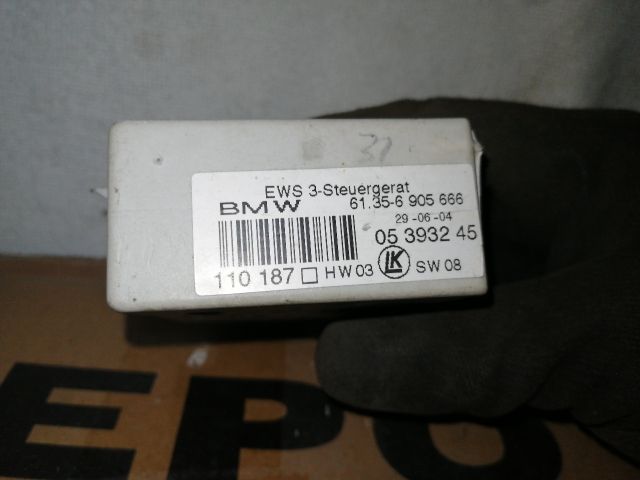 31
EWS 3-Steuergerat
BMW 61.35-6 905 666
29-06-04
05 3932 45
110 187 HW 03 LK SW 08
EPO